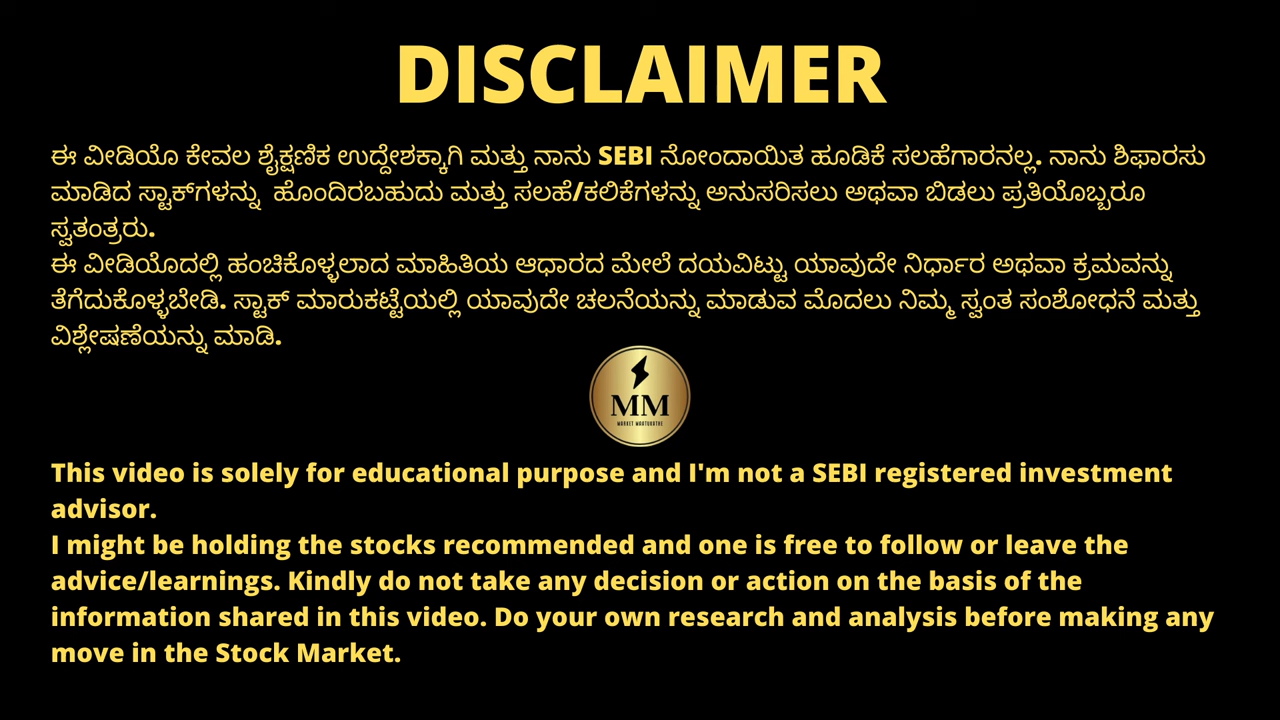 DISCLAIMER
ಈ ವೀಡಿಯೊ ಕೇವಲ ಶೈಕ್ಷಣಿಕ ಉದ್ದೇಶಕ್ಕಾಗಿ ಮತ್ತು ನಾನು SEBI ನೋಂದಾಯಿತ ಹೂಡಿಕೆ ಸಲಹೆಗಾರನಲ್ಲ. ನಾನು ಶಿಫಾರಸು
ಮಾಡಿದ ಸ್ಟಾಕ್‌ಗಳನ್ನು ಹೊಂದಿರಬಹುದು ಮತ್ತು ಸಲಹೆ/ಕಲಿಕೆಗಳನ್ನು ಅನುಸರಿಸಲು ಅಥವಾ ಬಿಡಲು ಪ್ರತಿಯೊಬ್ಬರೂ
ಸ್ವತಂತ್ರರು.
ಈ ವೀಡಿಯೊದಲ್ಲಿ ಹಂಚಿಕೊಳ್ಳಲಾದ ಮಾಹಿತಿಯ ಆಧಾರದ ಮೇಲೆ ದಯವಿಟ್ಟು ಯಾವುದೇ ನಿರ್ಧಾರ ಅಥವಾ ಕ್ರಮವನ್ನು
ತೆಗೆದುಕೊಳ್ಳಬೇಡಿ. ಸ್ಟಾಕ್ ಮಾರುಕಟ್ಟೆಯಲ್ಲಿ ಯಾವುದೇ ಚಲನೆಯನ್ನು ಮಾಡುವ ಮೊದಲು ನಿಮ್ಮ ಸ್ವಂತ ಸಂಶೋಧನೆ ಮತ್ತು
ವಿಶ್ಲೇಷಣೆಯನ್ನು ಮಾಡಿ.
MM
MARKET MAATUKATHE
This video is solely for educational purpose and I'm not a SEBI registered investment
advisor.
I might be holding the stocks recommended and one is free to follow or leave the
advice/learnings. Kindly do not take any decision or action on the basis of the
information shared in this video. Do your own research and analysis before making any
move in the Stock Market.